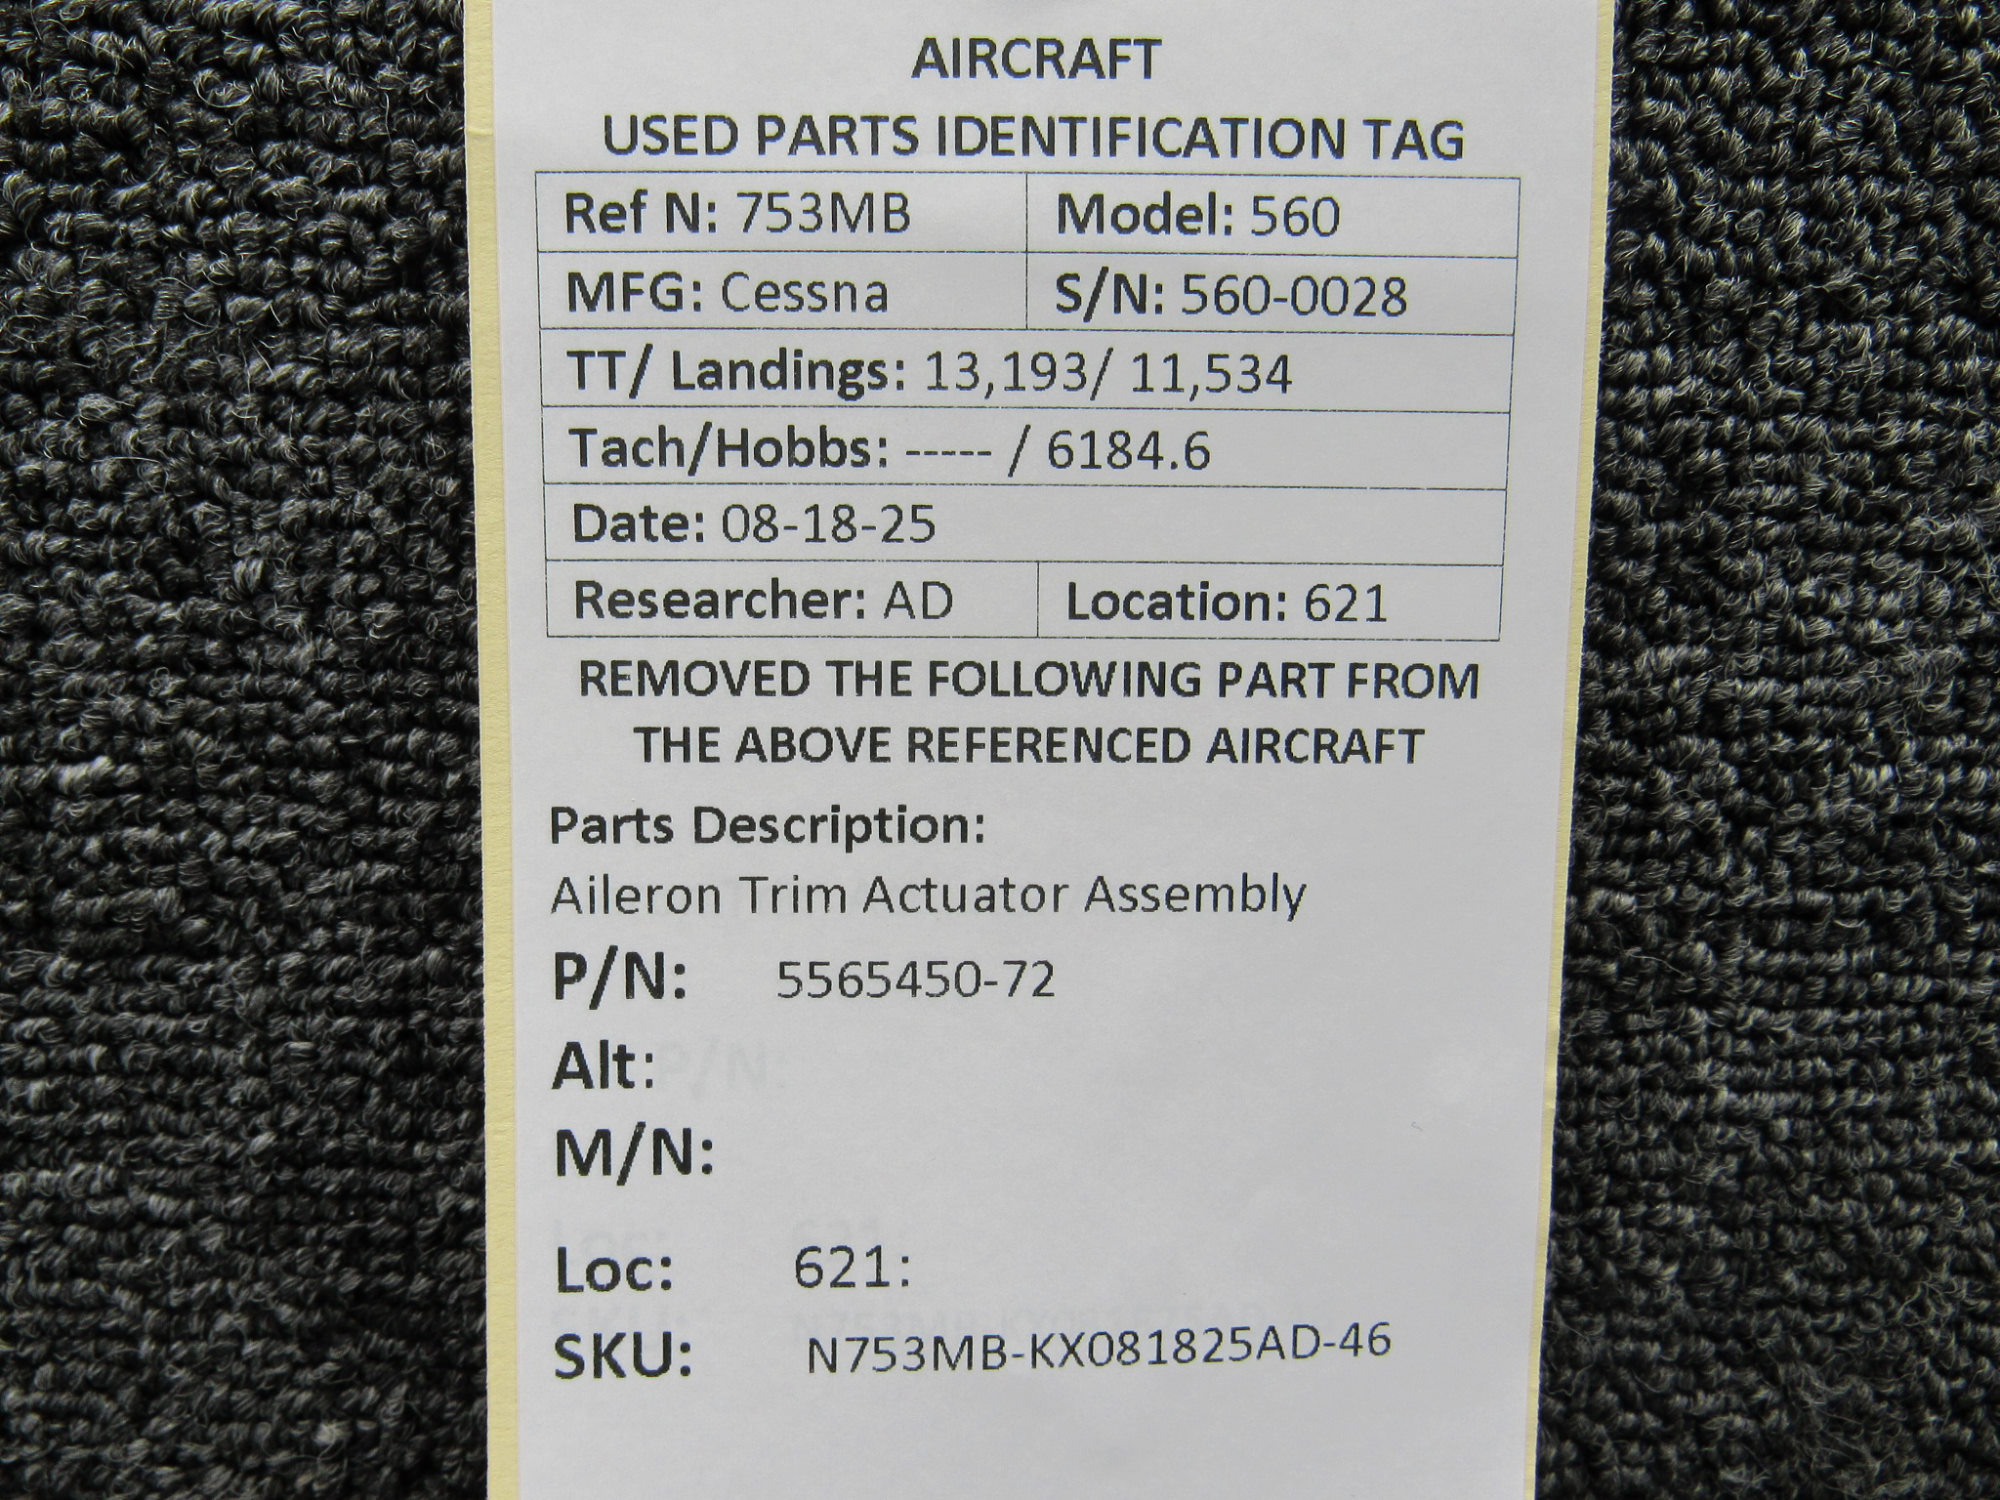 AIRCRAFT
USED PARTS IDENTIFICATION TAG
Ref N: 753MB Model: 560
MFG: Cessna S/N: 560-0028
TT/ Landings: 13,193/ 11,534
Tach/Hobbs: ----- / 6184.6
Date: 08-18-25
Researcher: AD Location: 621
REMOVED THE FOLLOWING PART FROM
THE ABOVE REFERENCED AIRCRAFT
Parts Description:
Aileron Trim Actuator Assembly
P/N: 5565450-72
Alt:
M/N:
Loc: 621:
SKU: N753MB-KX081825AD-46